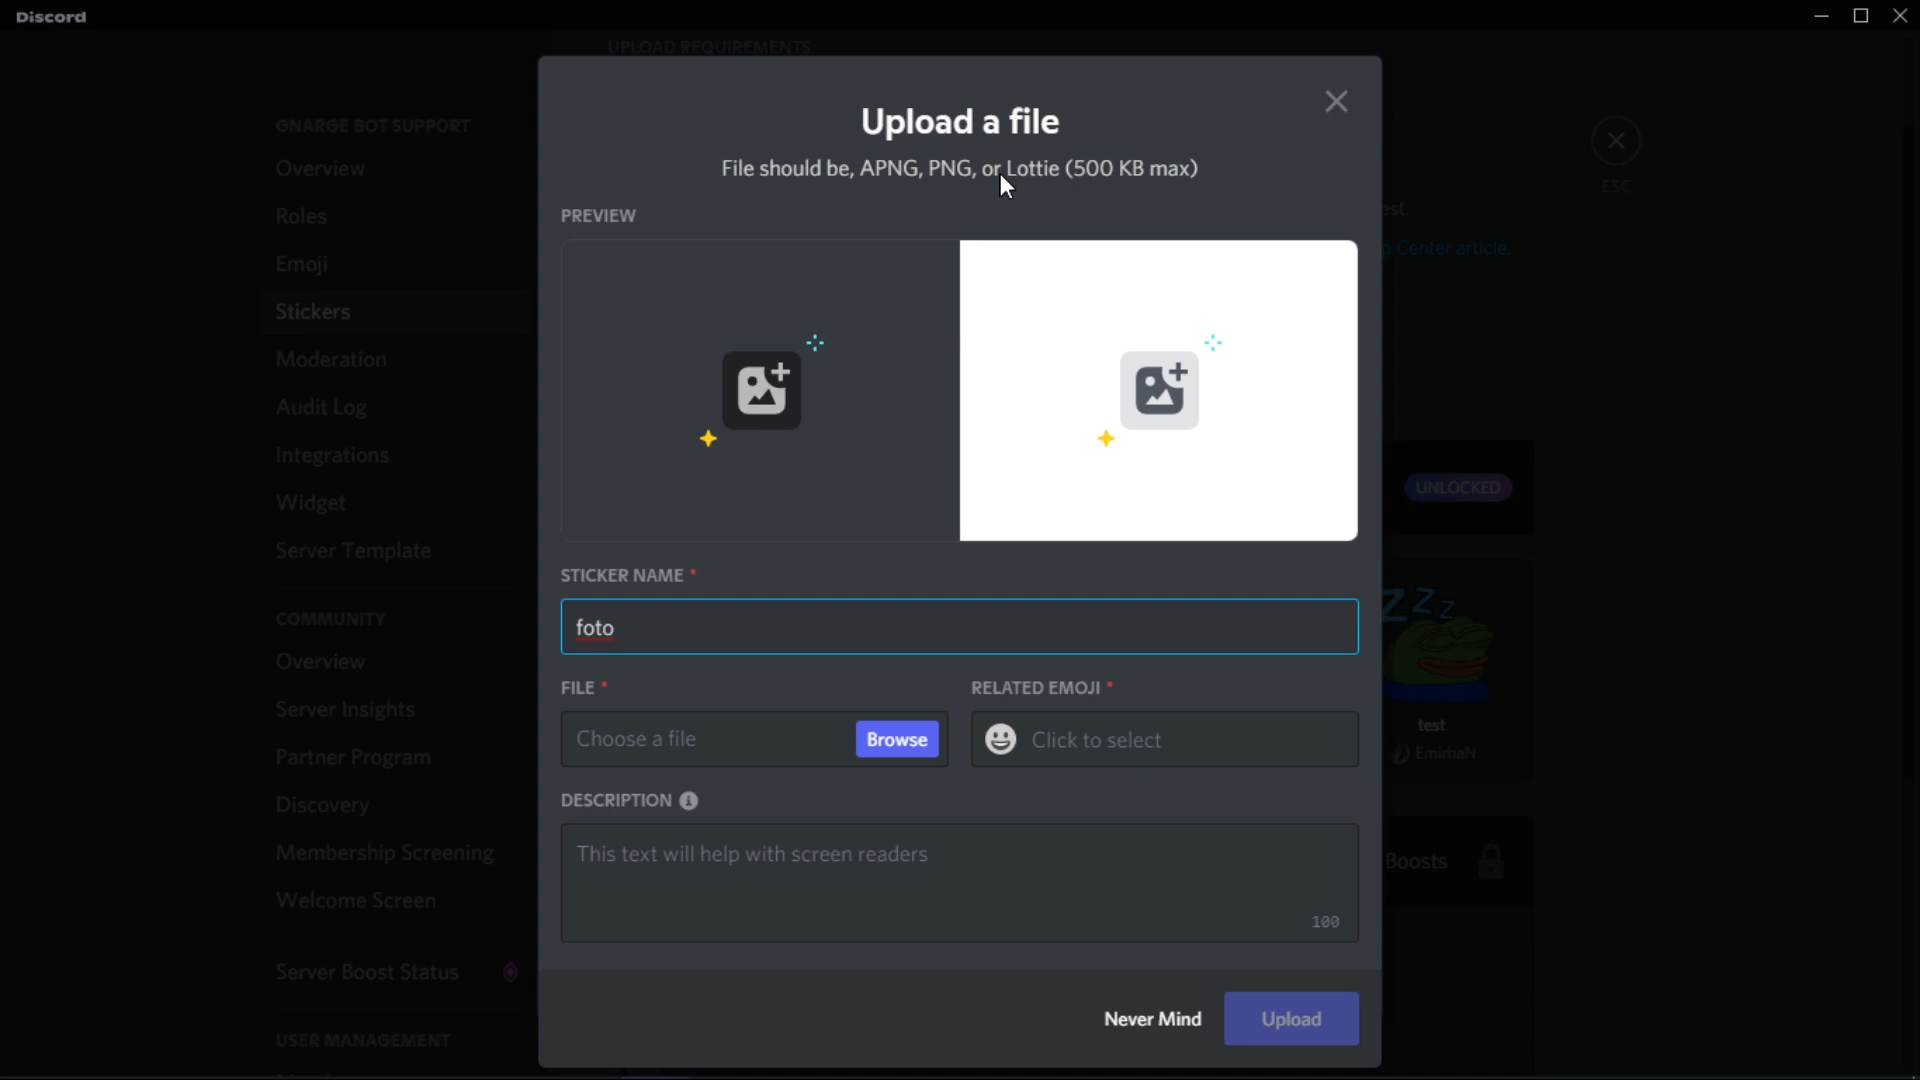 Discord
UPLOAD REQUIREMENTS
GNARGE BOT SUPPORT
Overview
Roles
Emoji
Stickers
Moderation
Audit Log
Integrations
Widget
Server Template
COMMUNITY
Overview
Server Insights
Partner Program
Discovery
Membership Screening
Welcome Screen
Server Boost Status
USER MANAGEMENT
Upload a file
File should be, APNG, PNG, or Lottie (500 KB max)
PREVIEW
STICKER NAME *
foto
FILE *
Choose a file
Browse
RELATED EMOJI *
Click to select
DESCRIPTION
This text will help with screen readers
100
Never Mind
Upload
ESC
Center article.
UNLOCKED
ZZZ
test
EmirhaN
Boosts